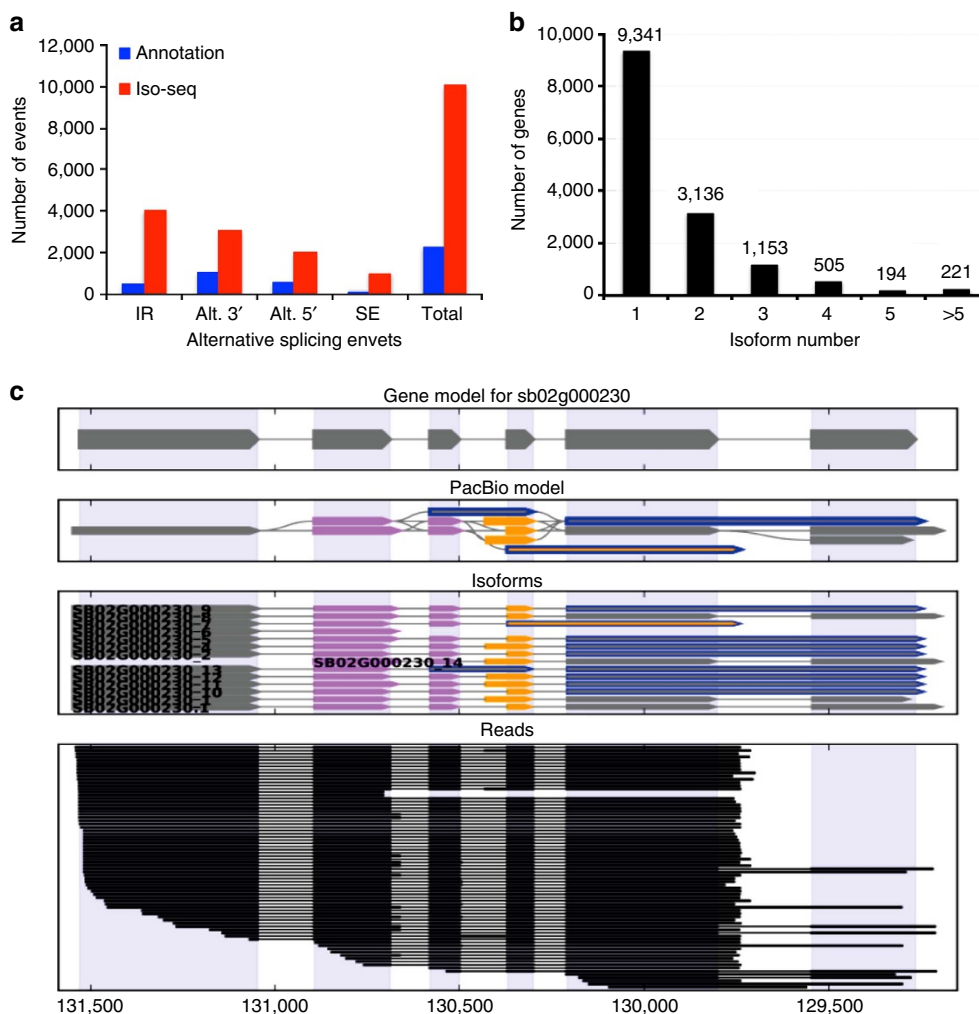 a
12,000
10,000
8,000
6,000
4,000
2,000
0
Number of events
Annotation
Iso-seq
IR Alt. 3′ Alt. 5′ SE Total
Alternative splicing envets
b
10,000
8,000
6,000
4,000
2,000
0
Number of genes
9,341
3,136
1,153
505
194
221
1 2 3 4 5 >5
Isoform number
c
Gene model for sb02g000230
PacBio model
Isoforms
SB02G000230_9
SB02G000230_14
SB02G000230_13
SB02G000230.1
Reads
131,500 131,000 130,500 130,000 129,500